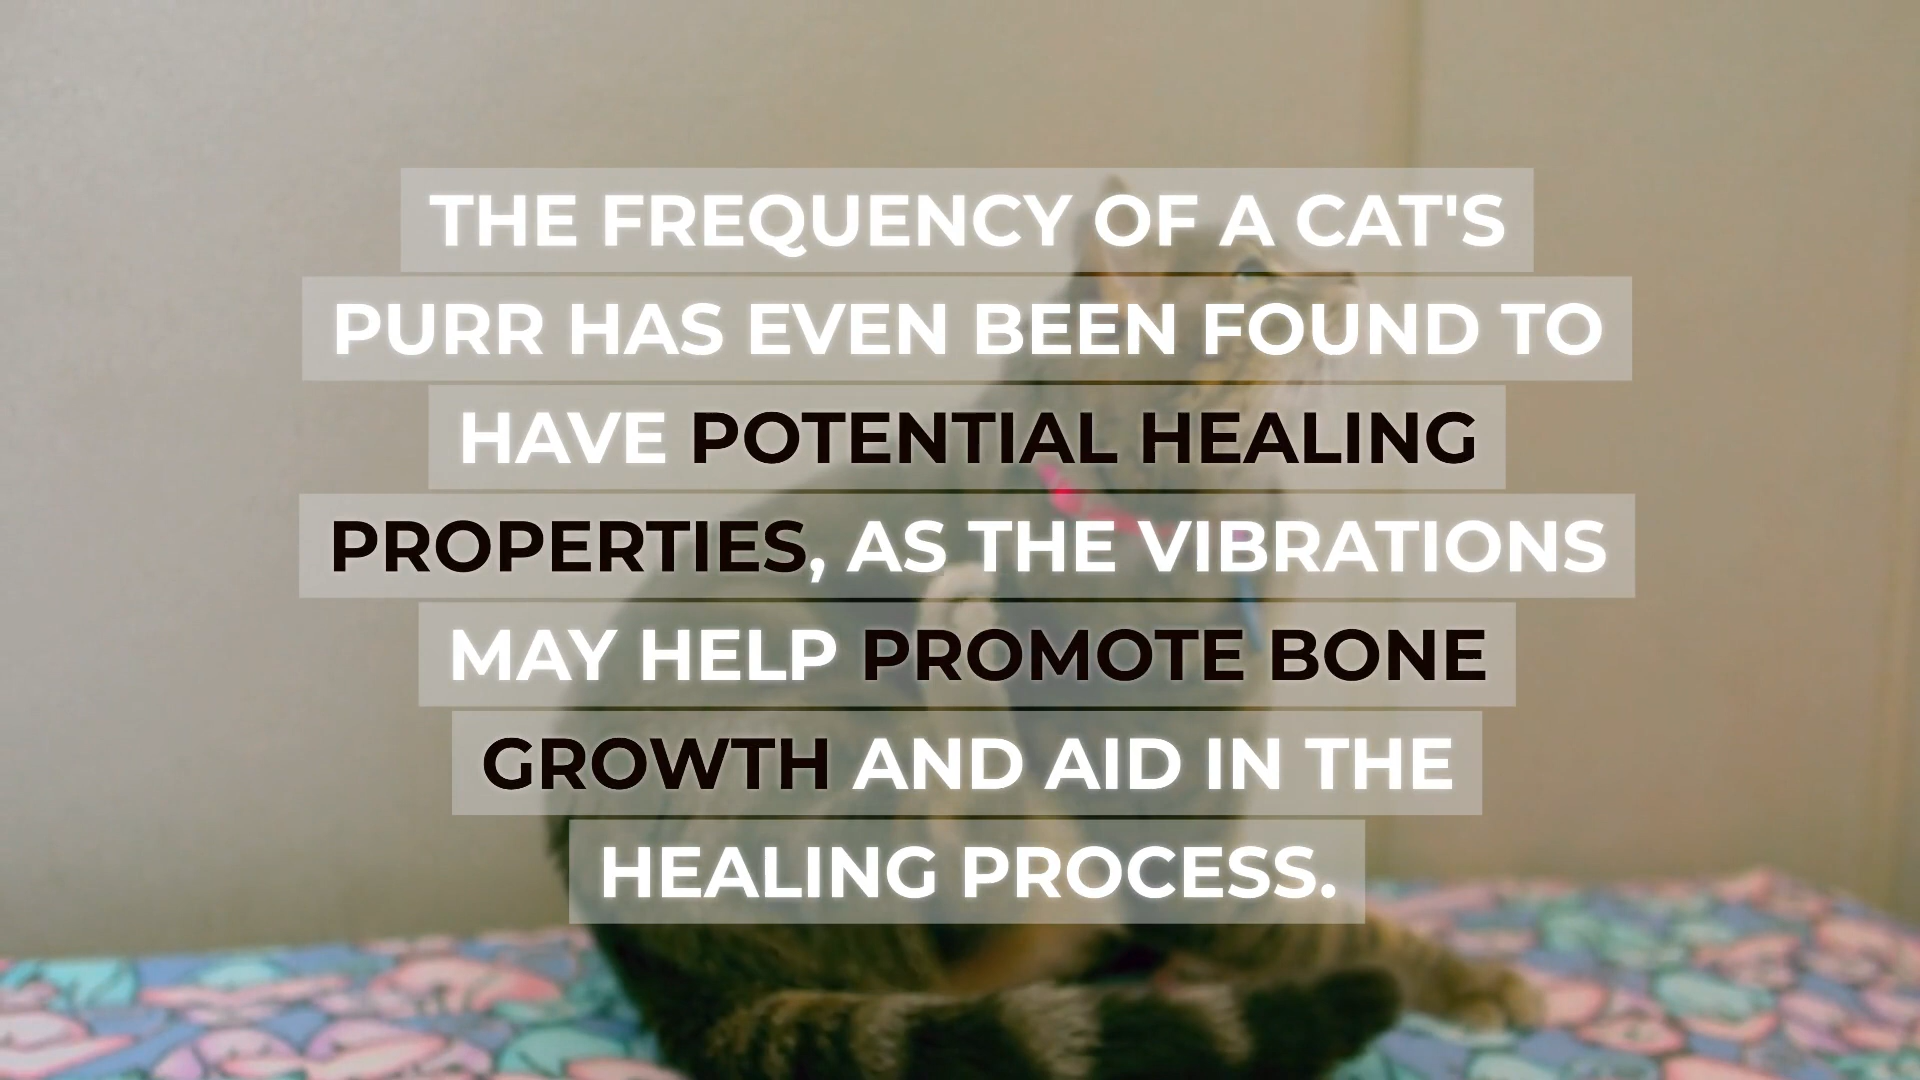 THE FREQUENCY OF A CAT'S
PURR HAS EVEN BEEN FOUND TO
HAVE POTENTIAL HEALING
PROPERTIES, AS THE VIBRATIONS
MAY HELP PROMOTE BONE
GROWTH AND AID IN THE
HEALING PROCESS.